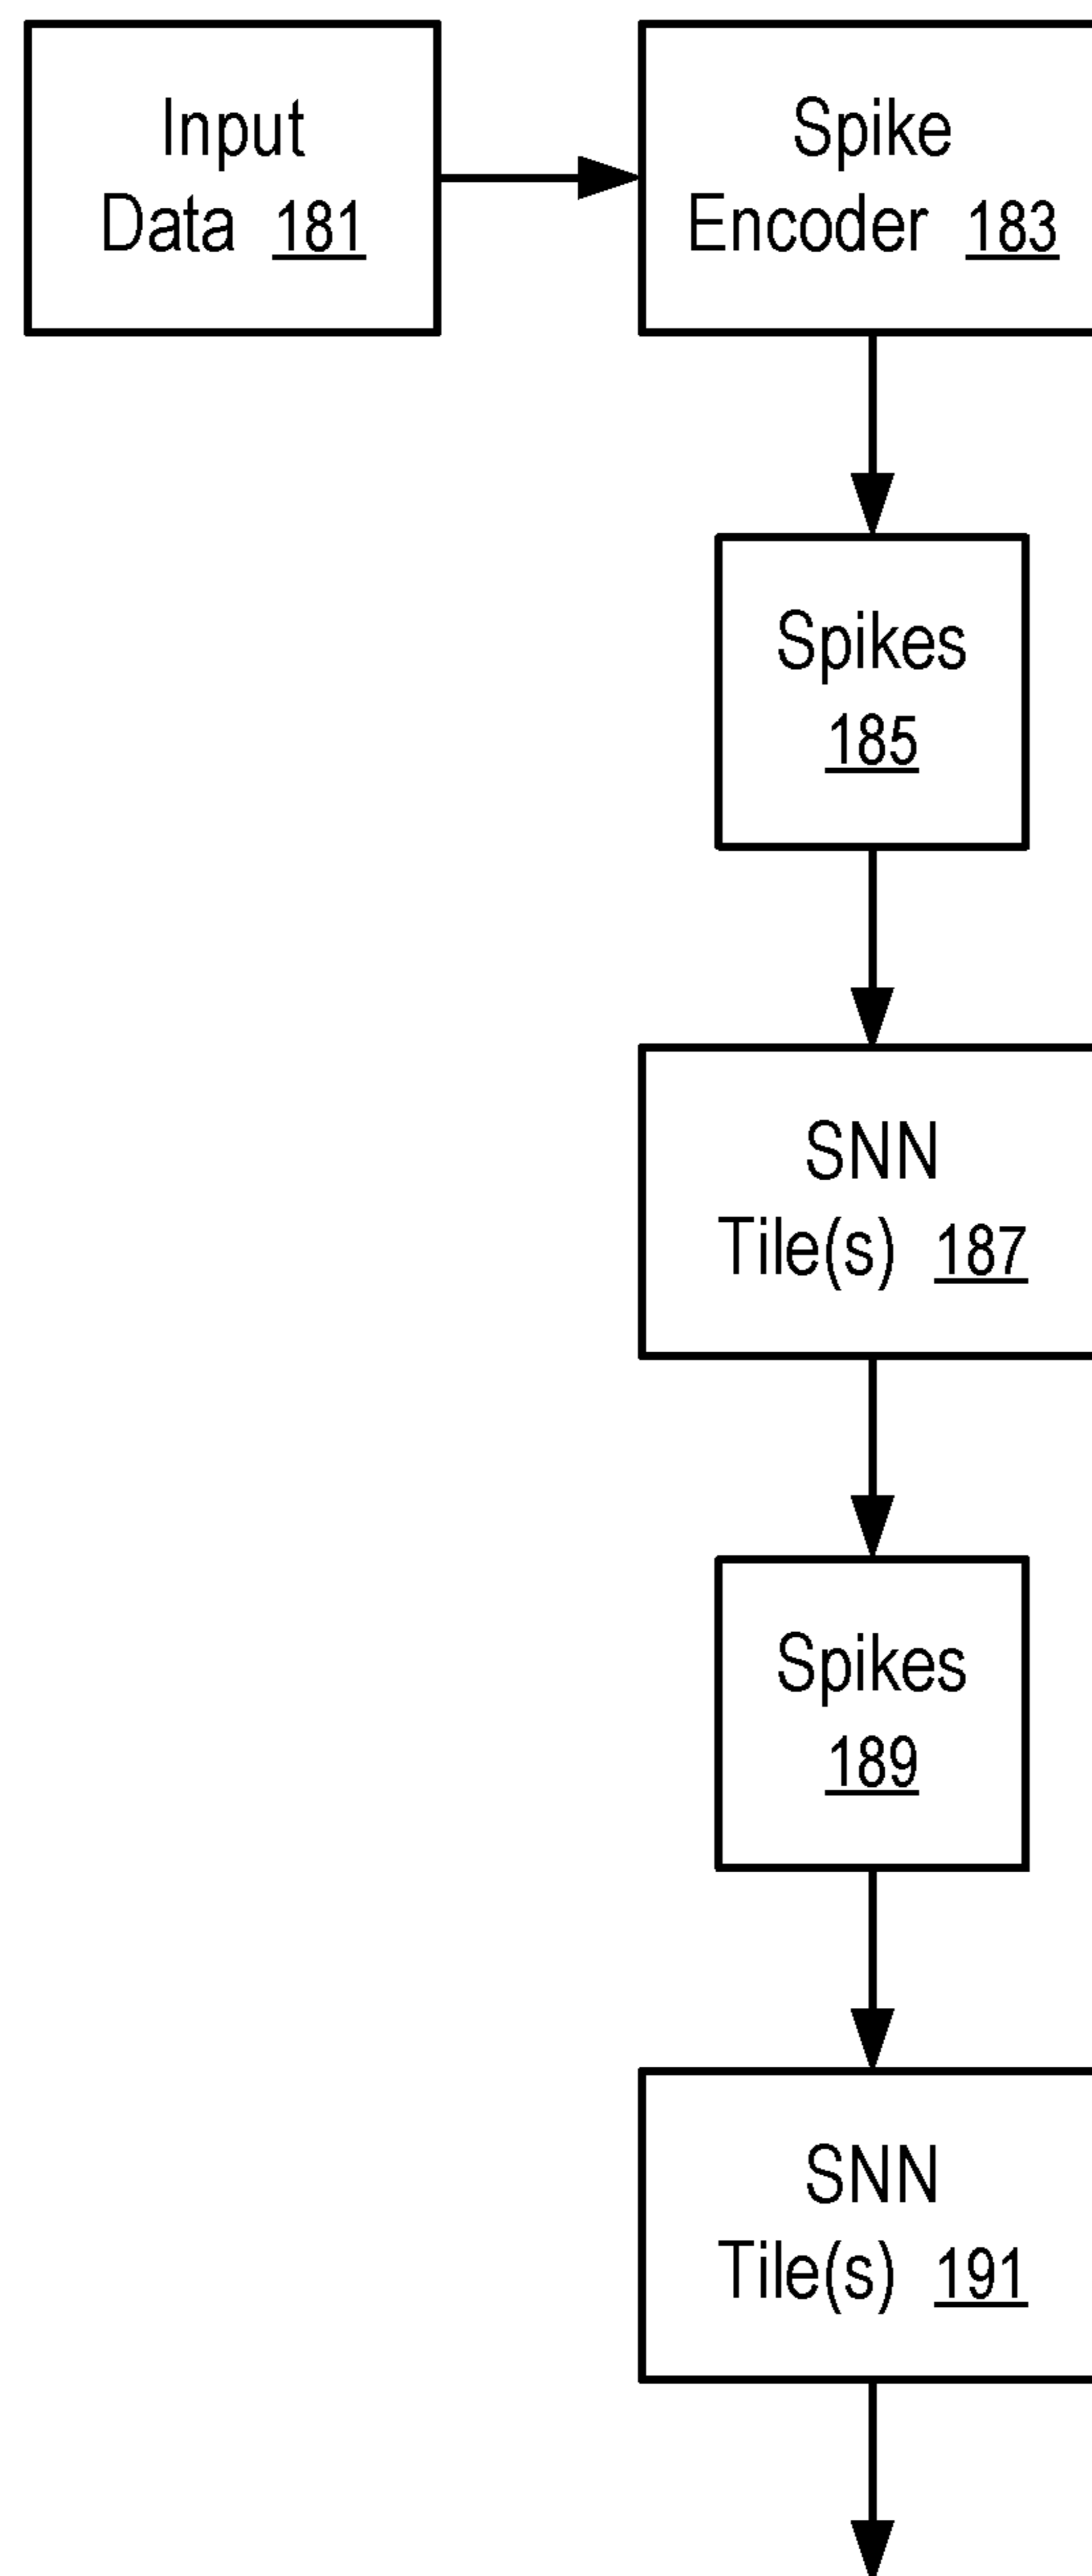 Input
Data 181
Spike
Encoder 183
Spikes
185
SNN
Tile(s) 187
Spikes
189
SNN
Tile(s) 191